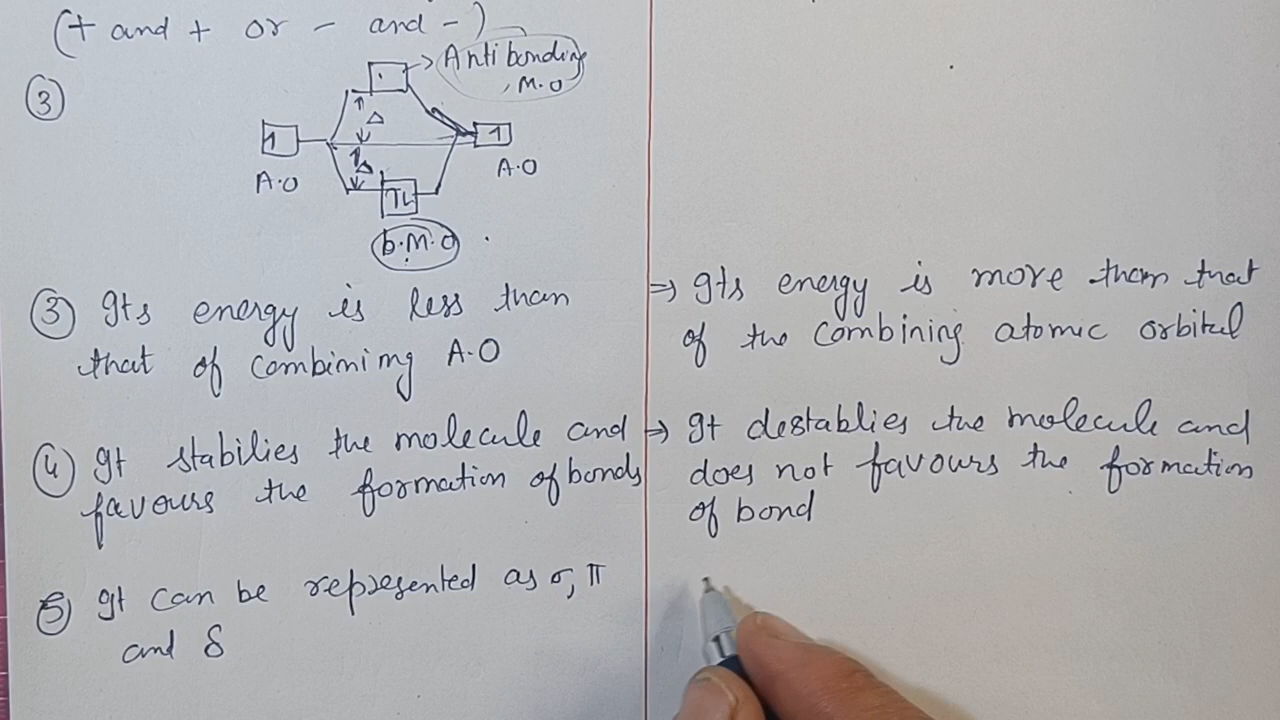 (+ and + or - and -)
③
Antibonding
M.O
Δ
1
1
A.O
Δ
A.O
1L
b.M.O
③ Its energy is less than
that of combining A.O
⇒ Its energy is more than that
of the combining atomic orbital
④ It stabilies the molecule and
favours the formation of bonds
⇒ It destablies the molecule and
does not favours the formation
of bond
⑤ It can be represented as σ, π
and δ